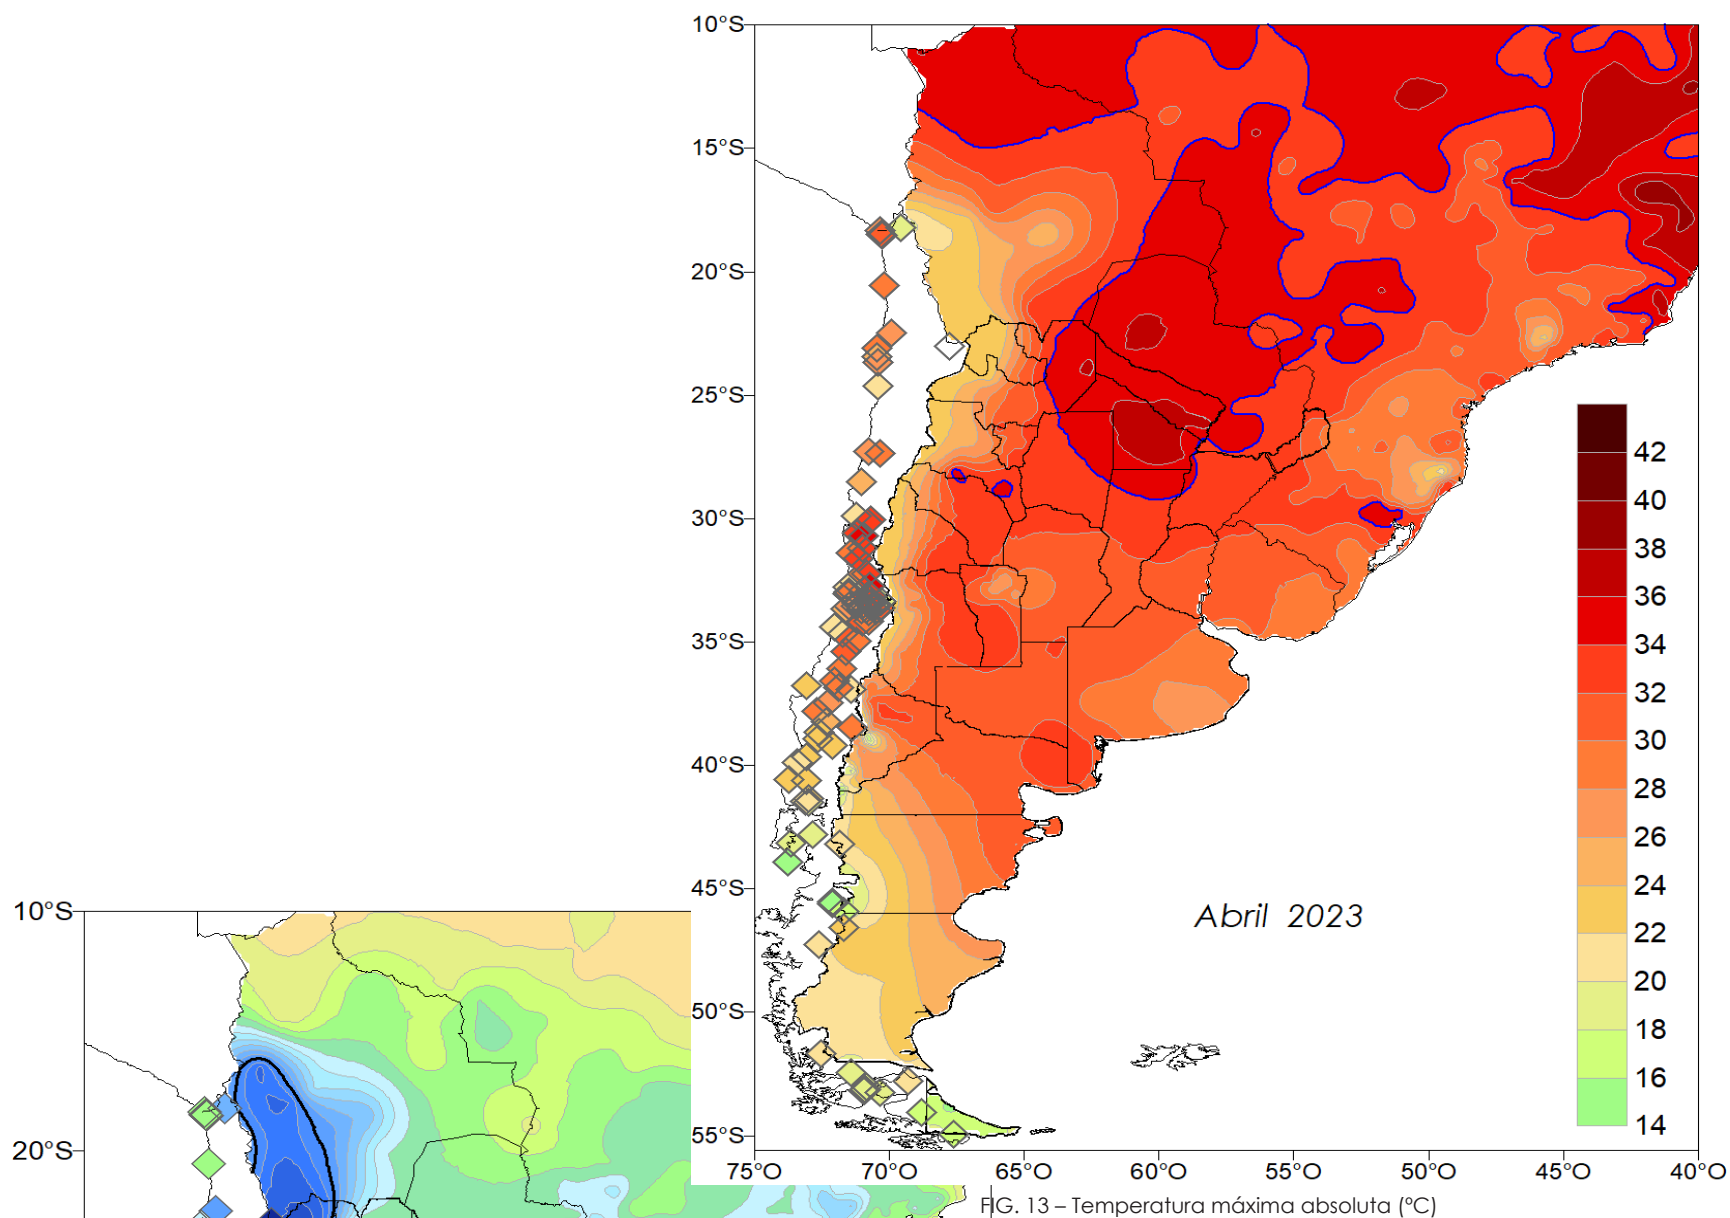 10°S
15°S
20°S
25°S
30°S
35°S
40°S
45°S
50°S
55°S
75°O 70°O 65°O 60°O 55°O 50°O 45°O 40°O
42
40
38
36
34
32
30
28
26
24
22
20
18
16
14
Abril 2023
10°S
20°S
FIG. 13 – Temperatura máxima absoluta (ºC)